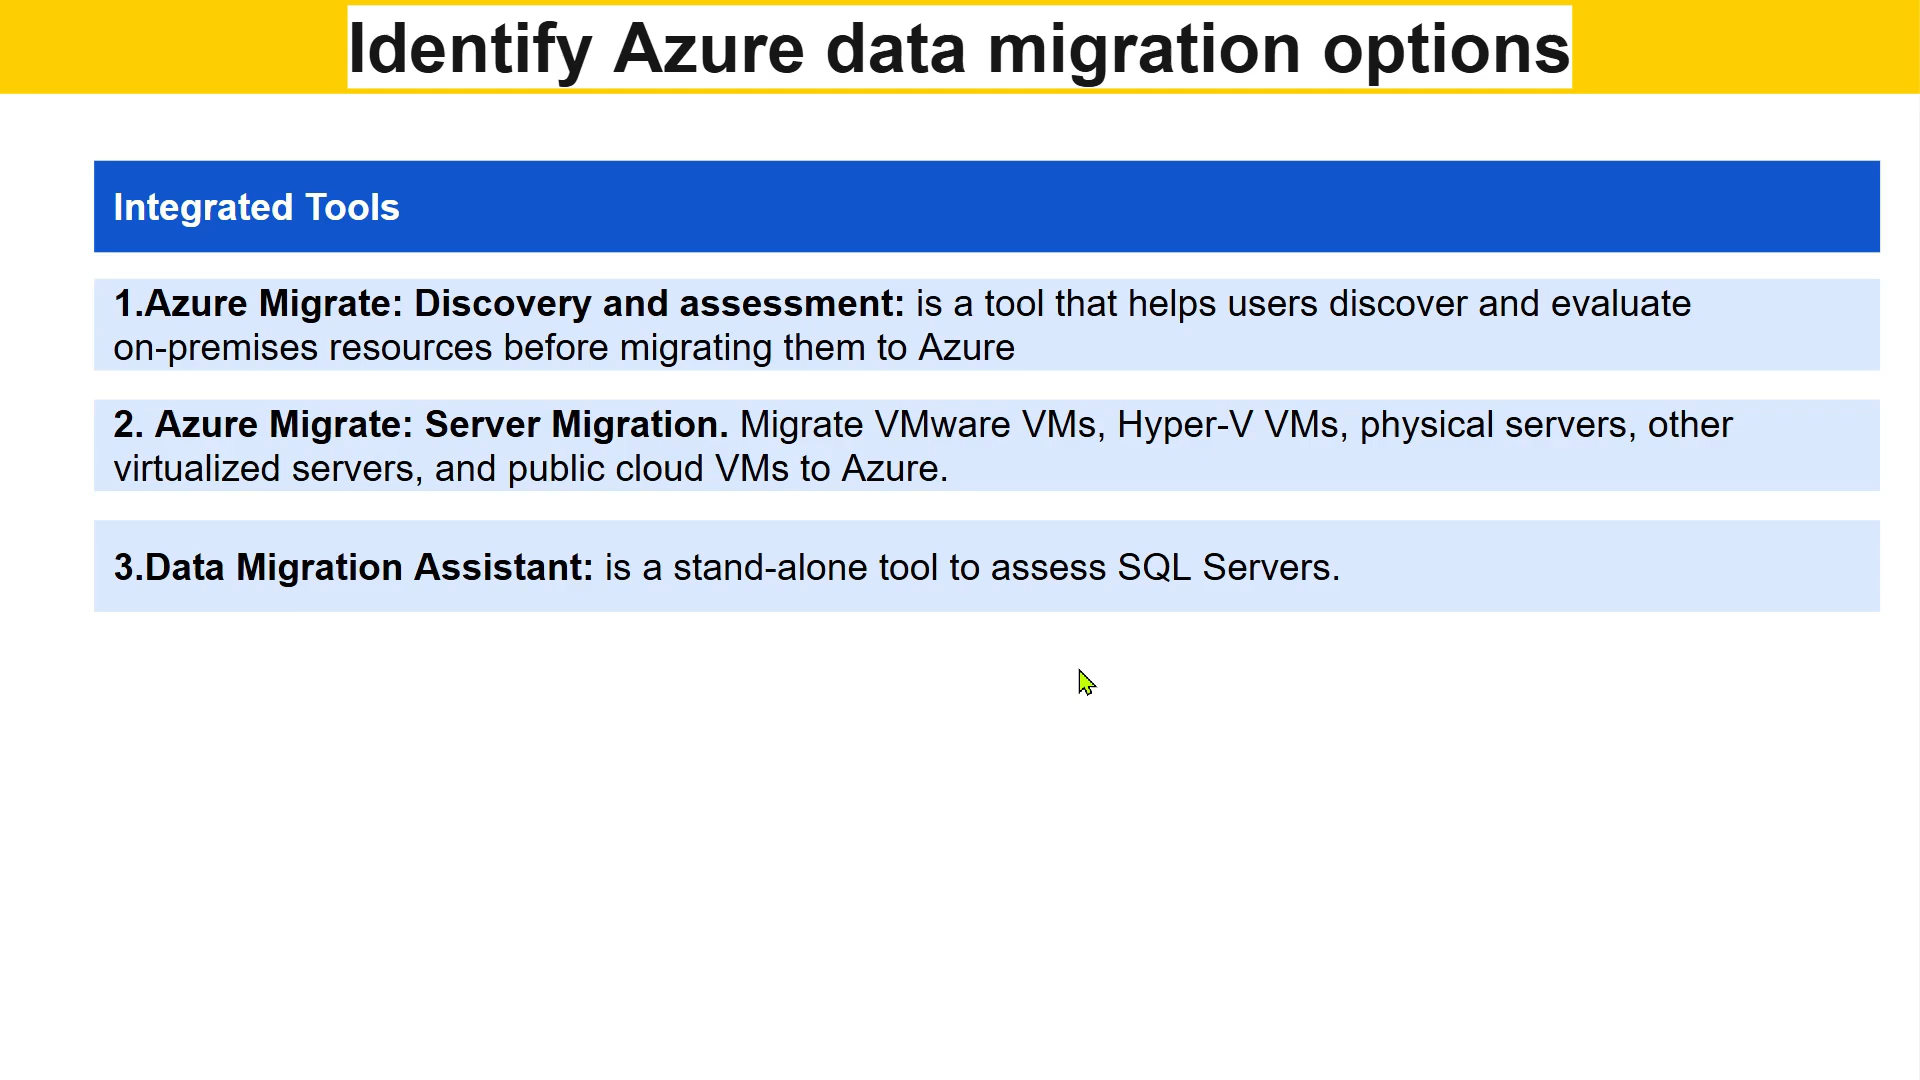 Identify Azure data migration options
Integrated Tools
1.Azure Migrate: Discovery and assessment: is a tool that helps users discover and evaluate
on-premises resources before migrating them to Azure
2. Azure Migrate: Server Migration. Migrate VMware VMs, Hyper-V VMs, physical servers, other
virtualized servers, and public cloud VMs to Azure.
3.Data Migration Assistant: is a stand-alone tool to assess SQL Servers.